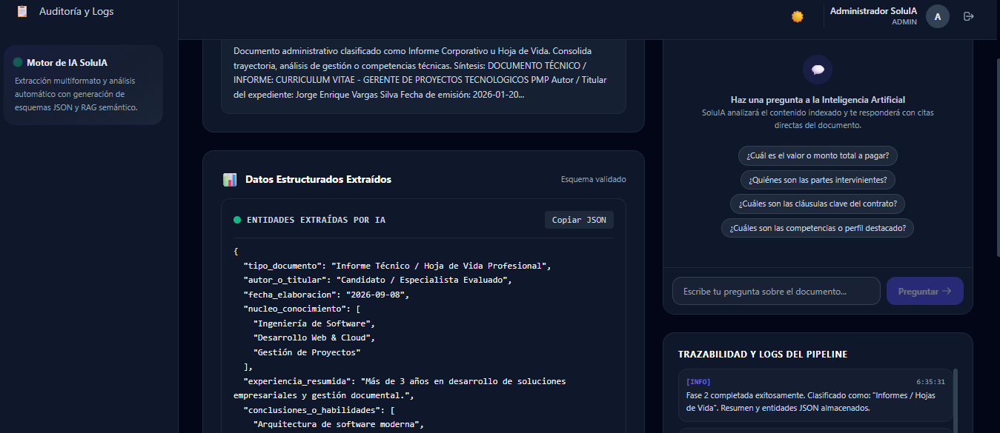 Auditoría y Logs
Administrador SoluIA
ADMIN
A
Motor de IA SoluIA
Extracción multiformato y análisis
automático con generación de
esquemas JSON y RAG semántico.
Documento administrativo clasificado como Informe Corporativo u Hoja de Vida. Consolida
trayectoria, análisis de gestión o competencias técnicas. Síntesis: DOCUMENTO TÉCNICO /
INFORME: CURRICULUM VITAE - GERENTE DE PROYECTOS TECNOLOGICOS PMP Autor / Titular
del expediente: Jorge Enrique Vargas Silva Fecha de emisión: 2026-01-20...
Datos Estructurados Extraídos
Esquema validado
ENTIDADES EXTRAÍDAS POR IA
Copiar JSON
{
"tipo_documento": "Informe Técnico / Hoja de Vida Profesional",
"autor_o_titular": "Candidato / Especialista Evaluado",
"fecha_elaboracion": "2026-09-08",
"nucleo_conocimiento": [
"Ingeniería de Software",
"Desarrollo Web & Cloud",
"Gestión de Proyectos"
],
"experiencia_resumida": "Más de 3 años en desarrollo de soluciones
empresariales y gestión documental.",
"conclusiones_o_habilidades": [
"Arquitectura de software moderna",
Haz una pregunta a la Inteligencia Artificial
SoluIA analizará el contenido indexado y te responderá con citas
directas del documento.
¿Cuál es el valor o monto total a pagar?
¿Quiénes son las partes intervinientes?
¿Cuáles son las cláusulas clave del contrato?
¿Cuáles son las competencias o perfil destacado?
Escribe tu pregunta sobre el documento...
Preguntar →
TRAZABILIDAD Y LOGS DEL PIPELINE
[INFO]
6:35:31
Fase 2 completada exitosamente. Clasificado como: "Informes / Hojas
de Vida". Resumen y entidades JSON almacenados.